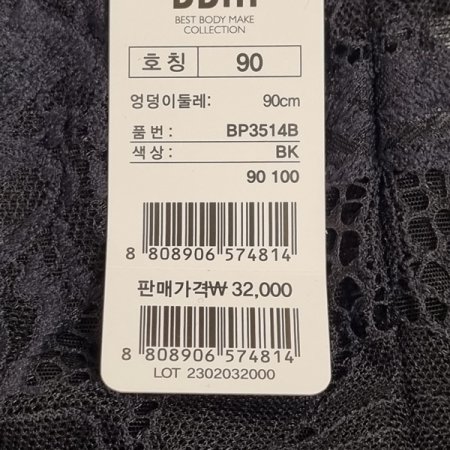 BEST BODY MAKE
COLLECTION
호칭 90
엉덩이둘레: 90cm
품번: BP3514B
색상: BK
90 100
8 808906 574814
판매가격₩ 32,000
8 808906 574814
LOT 2302032000